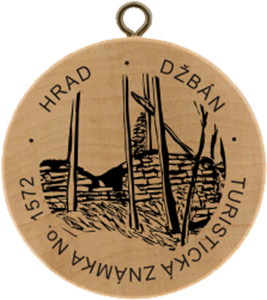 HRAD • DŽBÁN •
TURISTICKÁ ZNÁMKA No. 1572